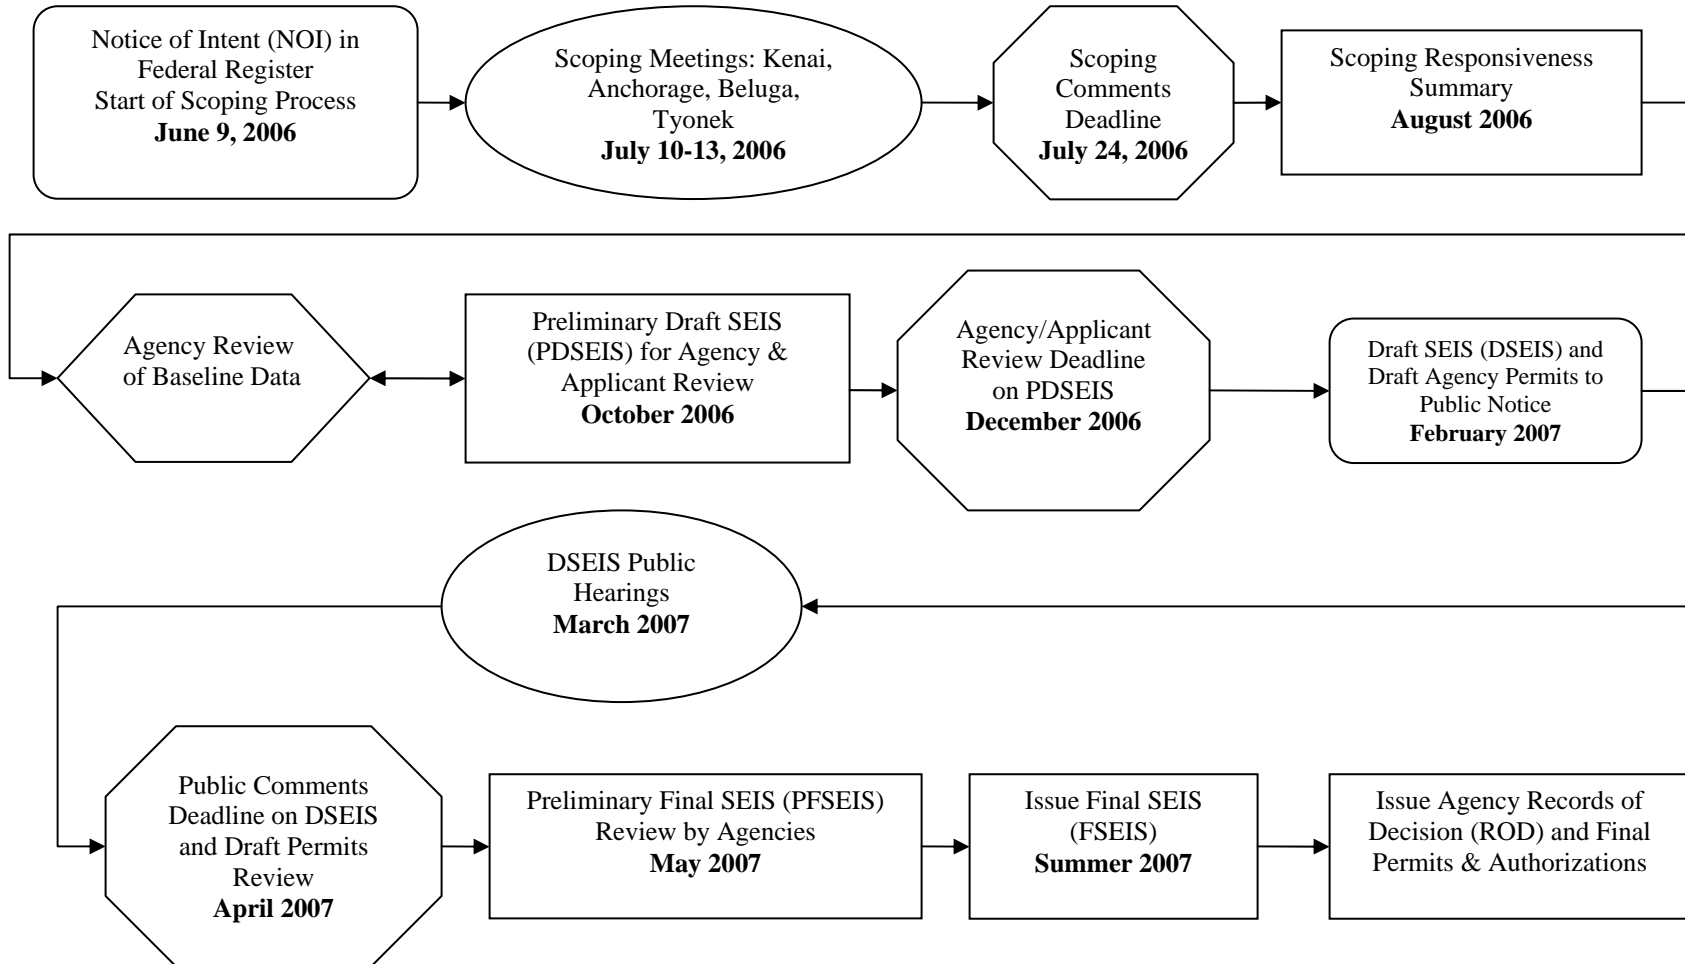 Notice of Intent (NOI) in
Federal Register
Start of Scoping Process
June 9, 2006
Scoping Meetings: Kenai,
Anchorage, Beluga,
Tyonek
July 10-13, 2006
Scoping
Comments
Deadline
July 24, 2006
Scoping Responsiveness
Summary
August 2006
Agency Review
of Baseline Data
Preliminary Draft SEIS
(PDSEIS) for Agency &
Applicant Review
October 2006
Agency/Applicant
Review Deadline
on PDSEIS
December 2006
Draft SEIS (DSEIS) and
Draft Agency Permits to
Public Notice
February 2007
DSEIS Public
Hearings
March 2007
Public Comments
Deadline on DSEIS
and Draft Permits
Review
April 2007
Preliminary Final SEIS (PFSEIS)
Review by Agencies
May 2007
Issue Final SEIS
(FSEIS)
Summer 2007
Issue Agency Records of
Decision (ROD) and Final
Permits & Authorizations